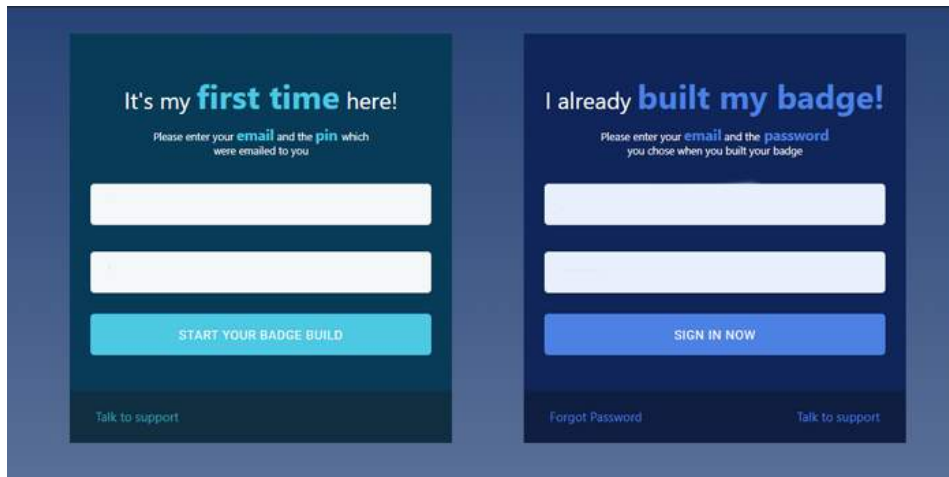 It's my first time here!
Please enter your email and the pin which
were emailed to you
START YOUR BADGE BUILD
Talk to support
I already built my badge!
Please enter your email and the password
you chose when you built your badge
SIGN IN NOW
Forgot Password
Talk to support